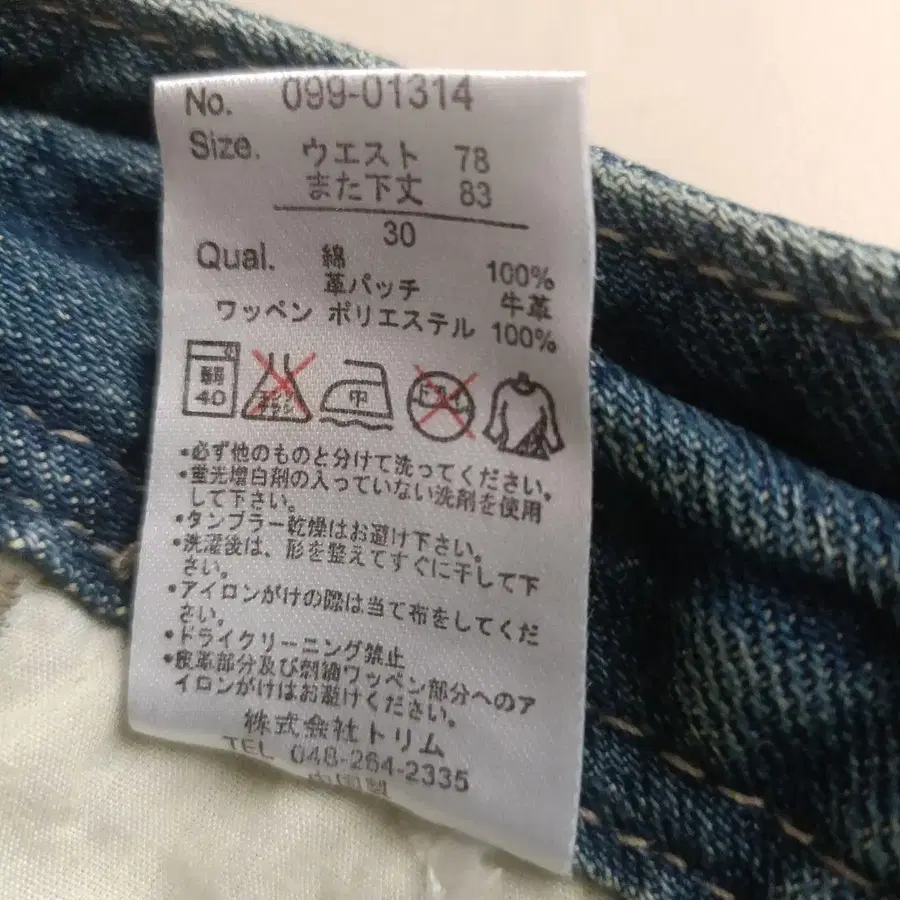 No. 099-01314
Size. ウエスト 78
また下丈 83
30
Qual. 綿 100%
革パッチ 牛革
ワッペン ポリエステル 100%
40 中 ドライ
・必ず他のものと分けて洗ってください。
・蛍光増白剤の入っていない洗剤を使用
して下さい。
・タンブラー乾燥はお避け下さい。
・洗濯後は、形を整えてすぐに干して下
さい。
・アイロンがけの際は当て布をしてくだ
さい。
・ドライクリーニング禁止
・皮革部分及び刺繍ワッペン部分へのア
イロンがけはお避けください。
株式会社トリム
TEL 048-264-2335
中国製